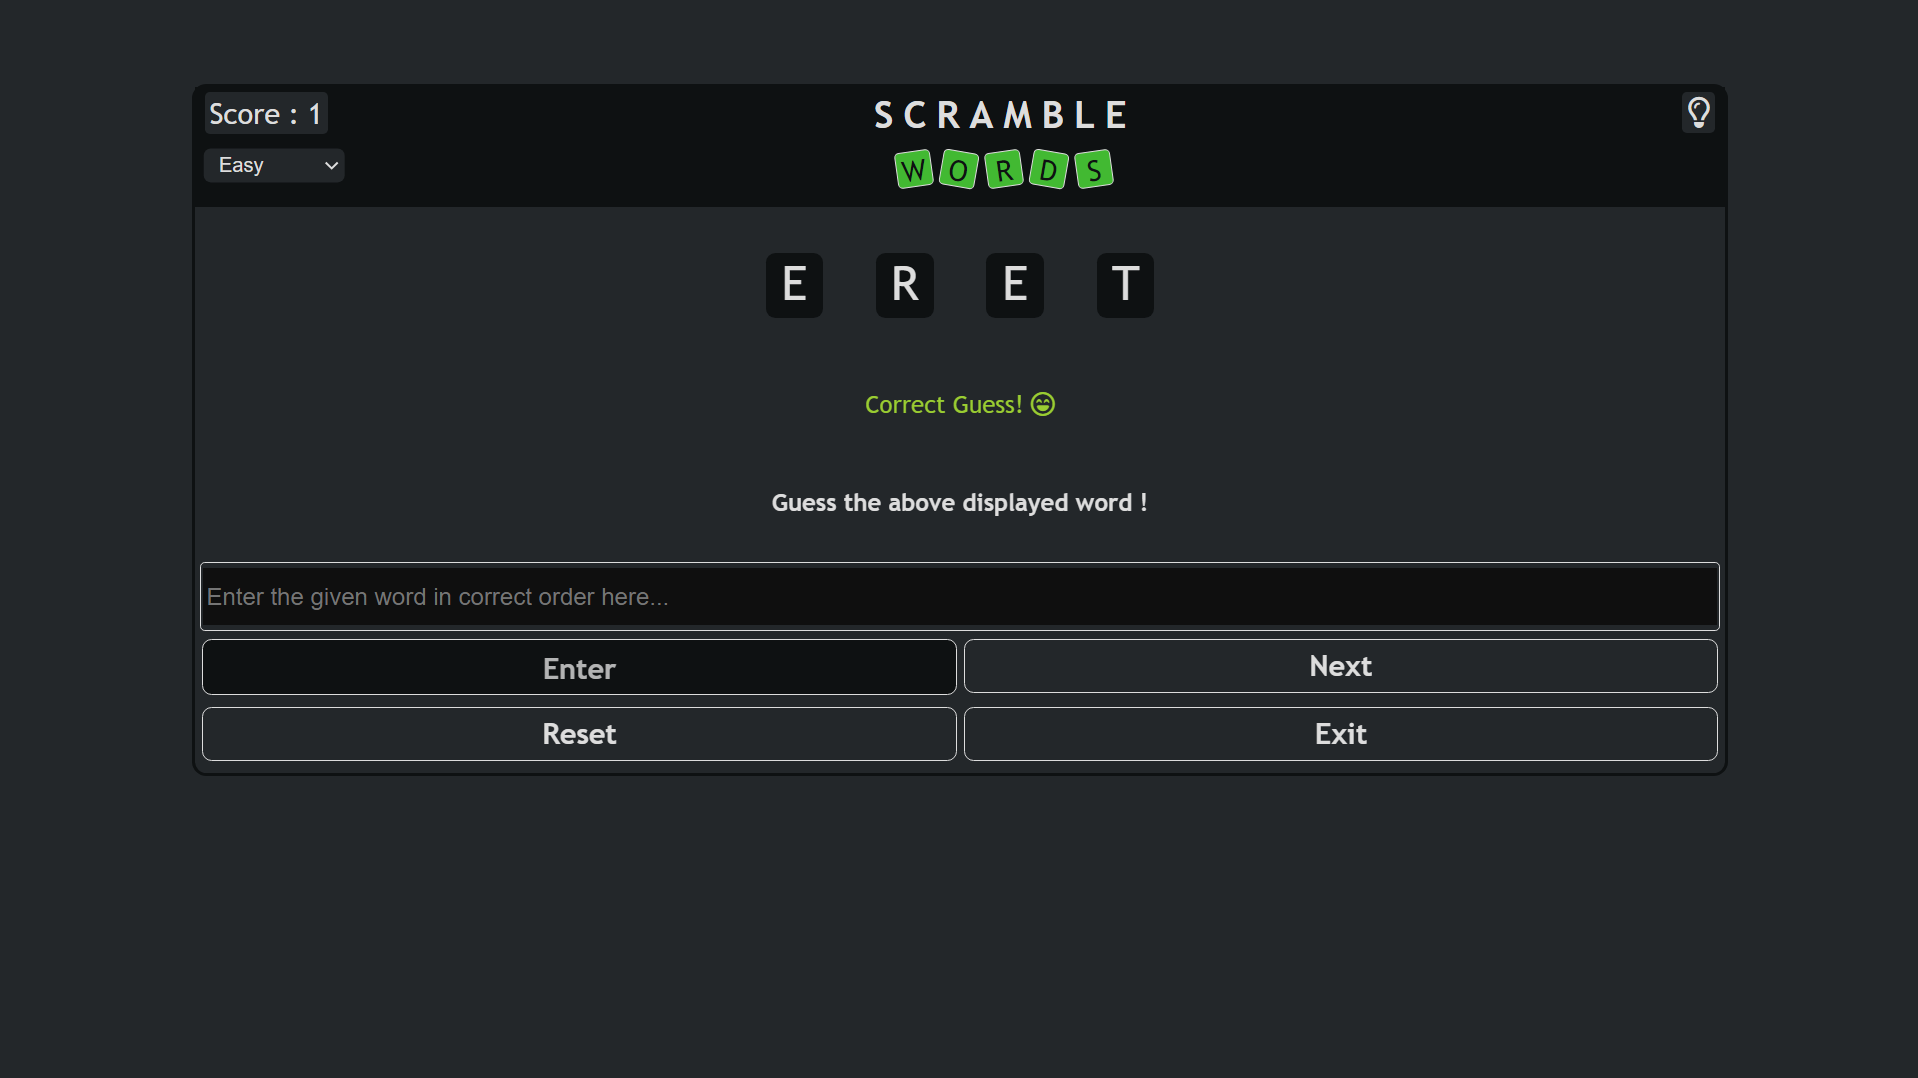 Score : 1
Easy
SCRAMBLE
WORDS
E R E T
Correct Guess!
Guess the above displayed word !
Enter the given word in correct order here...
Enter
Next
Reset
Exit